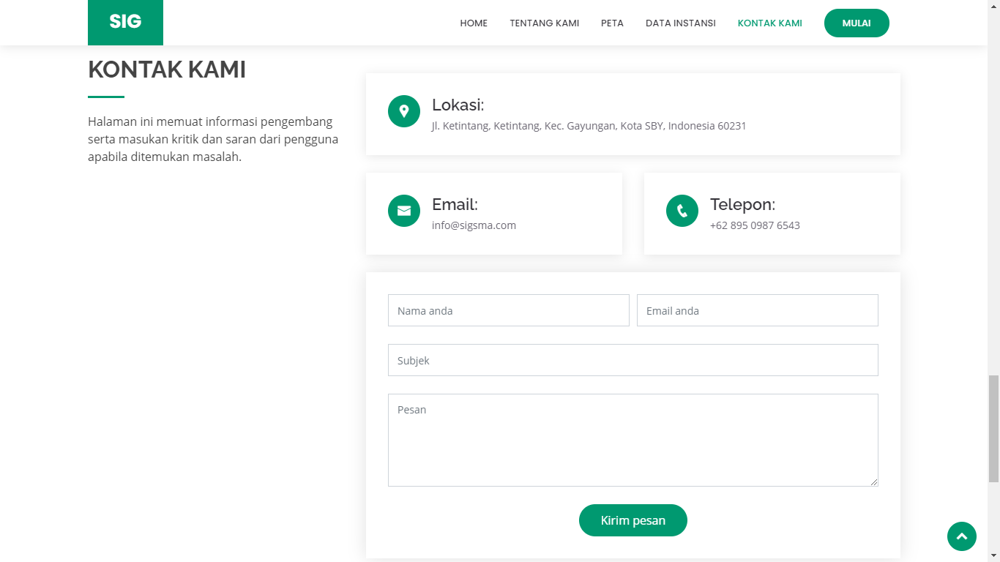 SIG
HOME
TENTANG KAMI
PETA
DATA INSTANSI
KONTAK KAMI
MULAI
KONTAK KAMI
Halaman ini memuat informasi pengembang
serta masukan kritik dan saran dari pengguna
apabila ditemukan masalah.
Lokasi:
Jl. Ketintang, Ketintang, Kec. Gayungan, Kota SBY, Indonesia 60231
Email:
info@sigsma.com
Telepon:
+62 895 0987 6543
Nama anda
Email anda
Subjek
Pesan
Kirim pesan